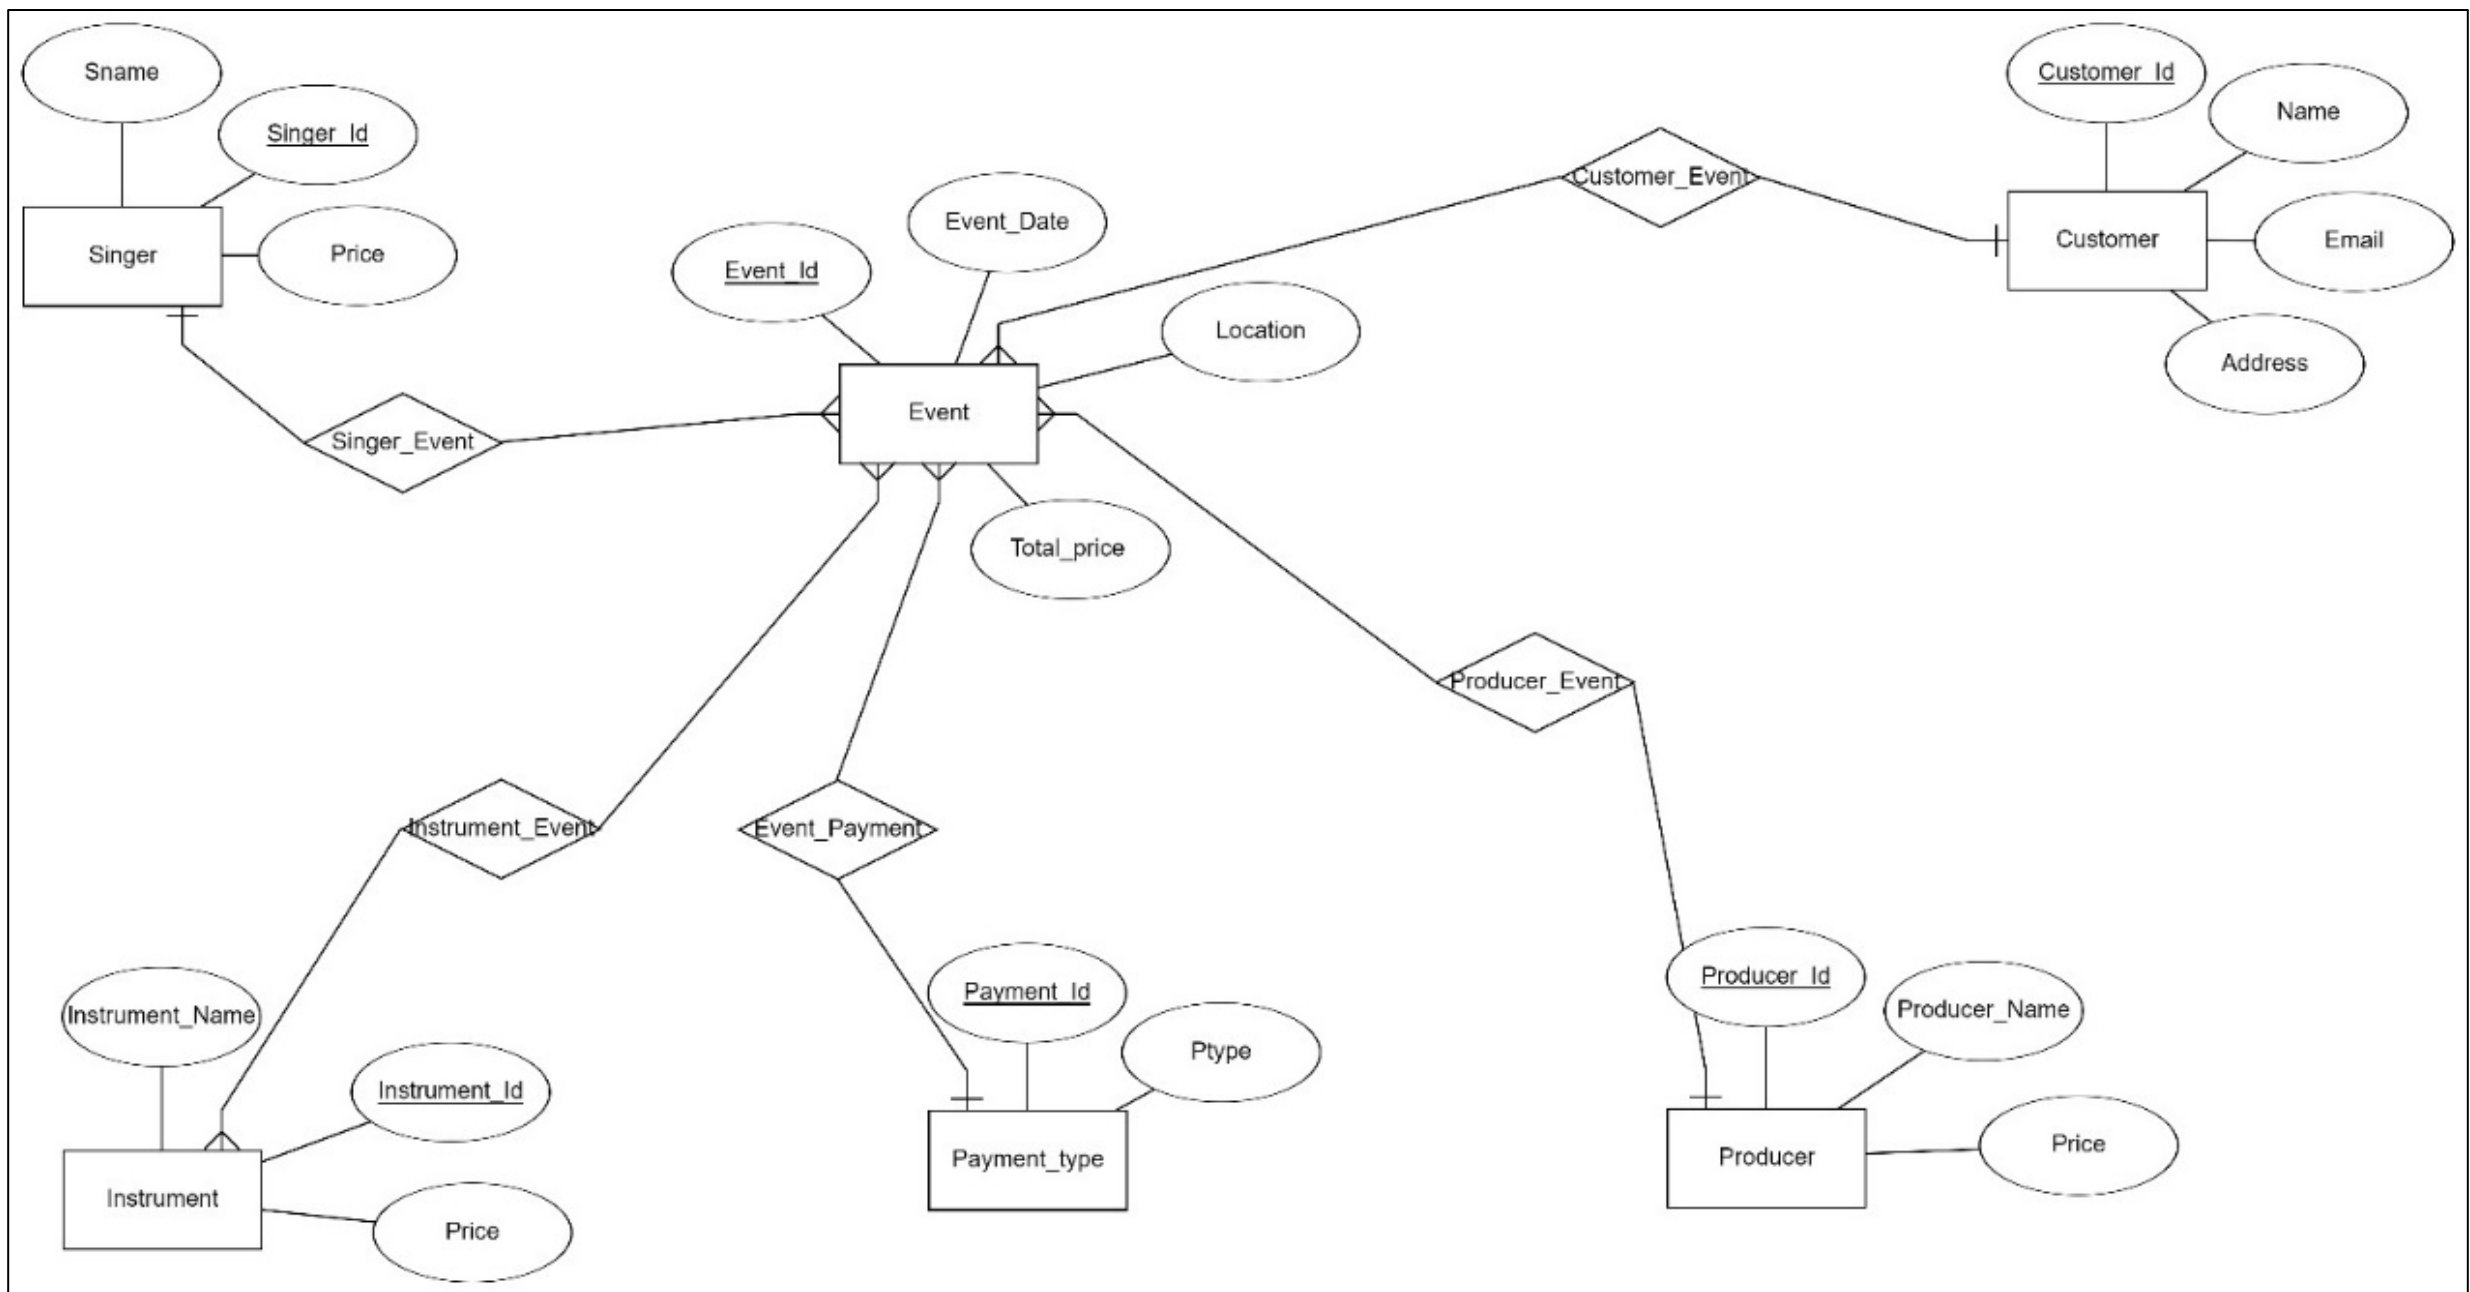 Sname
Singer_Id
Price
Singer
Singer_Event
Event_Id
Event_Date
Location
Event
Total_price
Customer_Event
Customer_Id
Name
Email
Address
Customer
Producer_Event
Instrument_Event
Event_Payment
Instrument_Name
Instrument_Id
Price
Instrument
Payment_Id
Ptype
Payment_type
Producer_Id
Producer_Name
Price
Producer